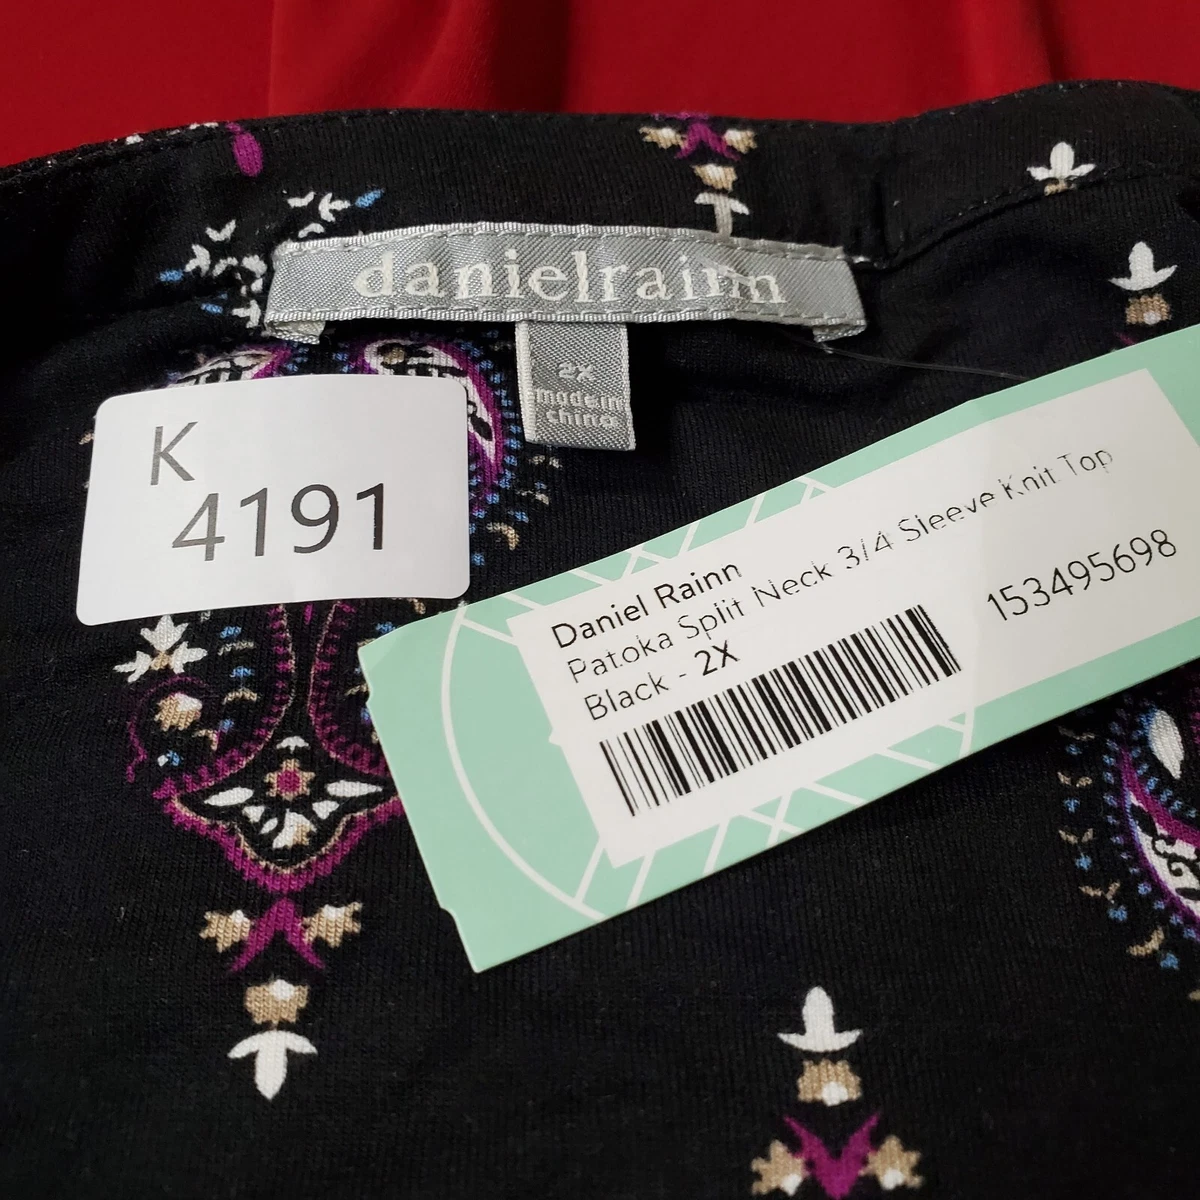 danielrainn
2X
made in
china
K
4191
Daniel Rainn
Patoka Split Neck 3/4 Sleeve Knit Top
Black - 2X
153495698